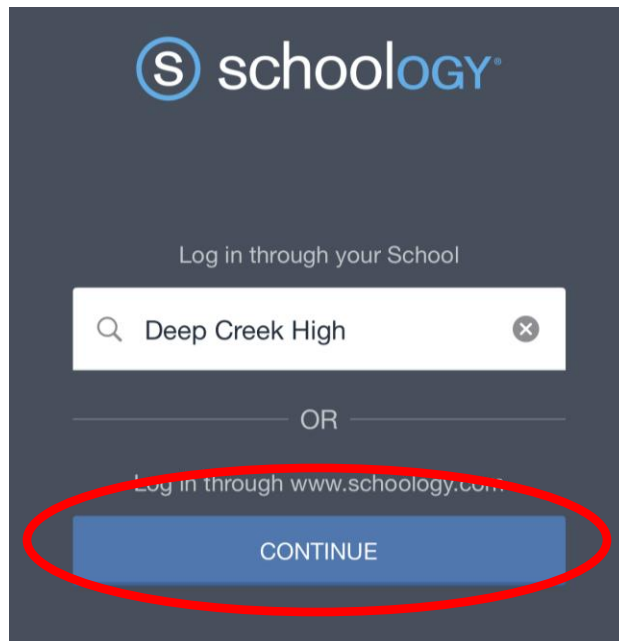 S schoology®
Log in through your School
Deep Creek High
OR
Log in through www.schoology.com
CONTINUE